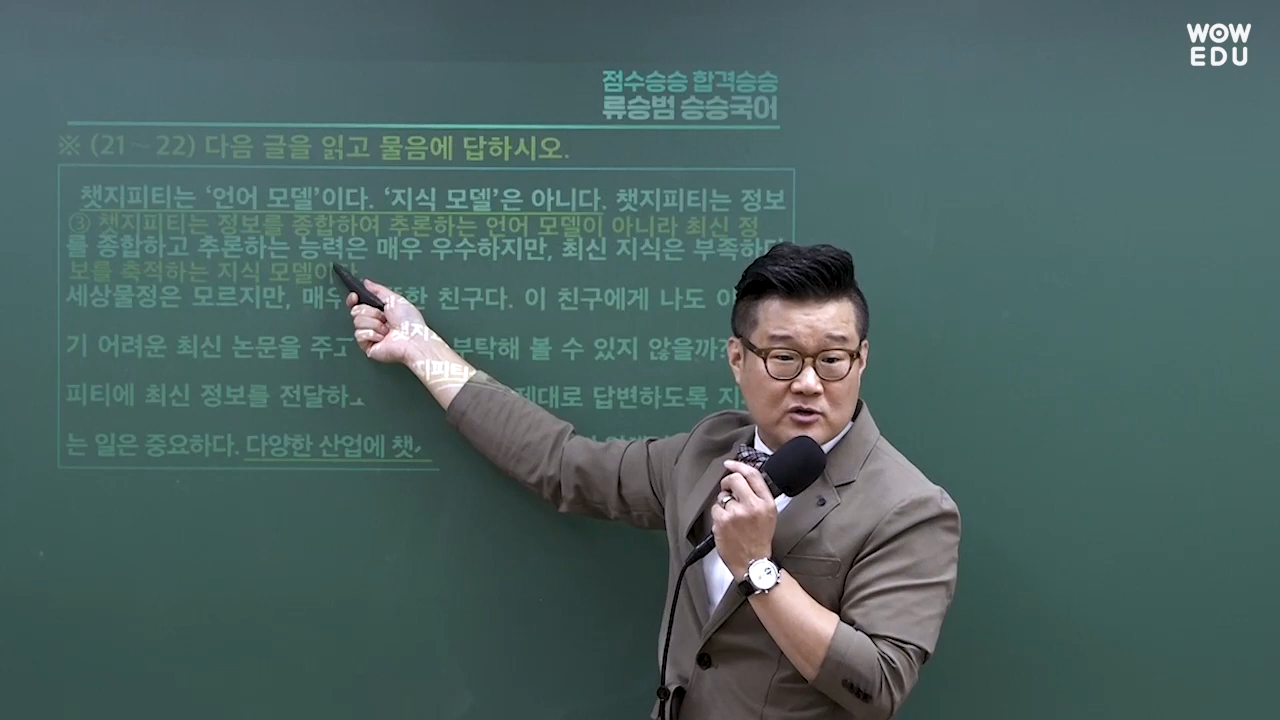 WOW
EDU
점수승승 합격승승
류승범 승승국어
※ (21 ~ 22) 다음 글을 읽고 물음에 답하시오.
챗지피티는 ‘언어 모델’이다. ‘지식 모델’은 아니다. 챗지피티는 정보
③ 챗지피티는 정보를 종합하여 추론하는 언어 모델이 아니라 최신 정
를 종합하고 추론하는 능력은 매우 우수하지만, 최신 지식은 부족하다
보를 축적하는 지식 모델이다.
세상물정은 모르지만, 매우 한 친구다. 이 친구에게 나도
기 어려운 최신 논문을 주고 부탁해 볼 수 있지 않을까
피티에 최신 정보를 전달하고 제대로 답변하도록
는 일은 중요하다. 다양한 산업에